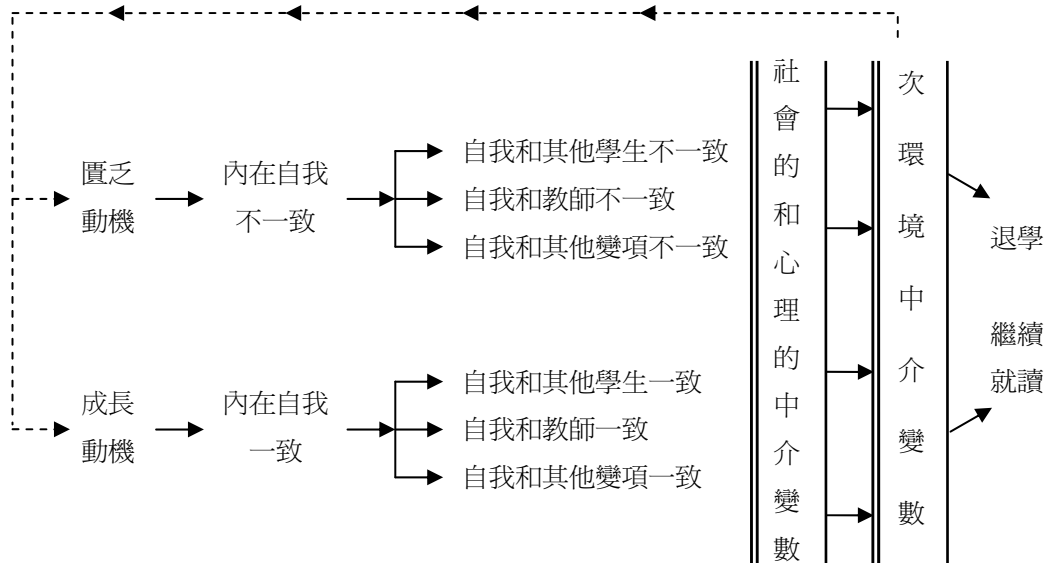 匱乏
動機
內在自我
不一致
自我和其他學生不一致
自我和教師不一致
自我和其他變項不一致
成長
動機
內在自我
一致
自我和其他學生一致
自我和教師一致
自我和其他變項一致
社會的和心理的中介變數
次環境中介變數
退學
繼續
就讀